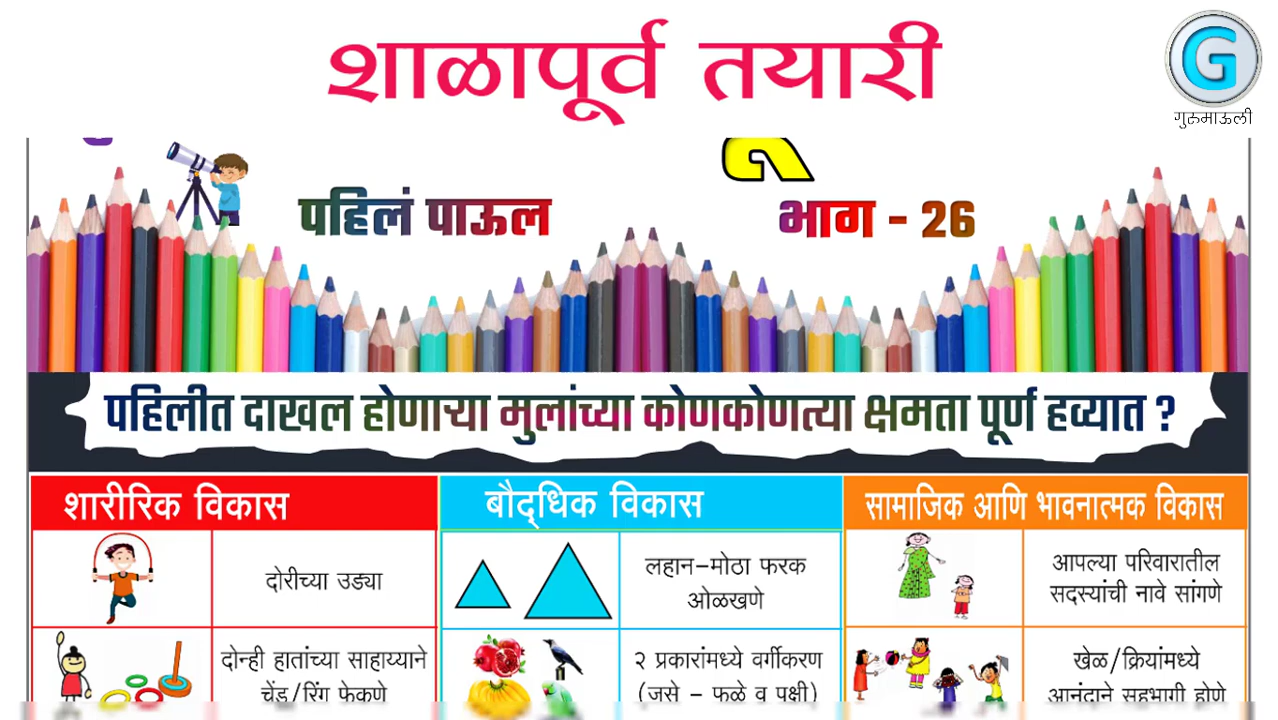 शाळापूर्व तयारी
G
गुरुमाऊली
पहिलं पाऊल
भाग - 26
पहिलीत दाखल होणाऱ्या मुलांच्या कोणकोणत्या क्षमता पूर्ण हव्यात ?
शारीरिक विकास
बौद्धिक विकास
सामाजिक आणि भावनात्मक विकास
दोरीच्या उड्या
लहान-मोठा फरक
ओळखणे
आपल्या परिवारातील
सदस्यांची नावे सांगणे
दोन्ही हातांच्या साहाय्याने
चेंडू/रिंग फेकणे
२ प्रकारांमध्ये वर्गीकरण
(जसे - फळे व पक्षी)
खेळ/क्रियांमध्ये
आनंदाने सहभागी होणे